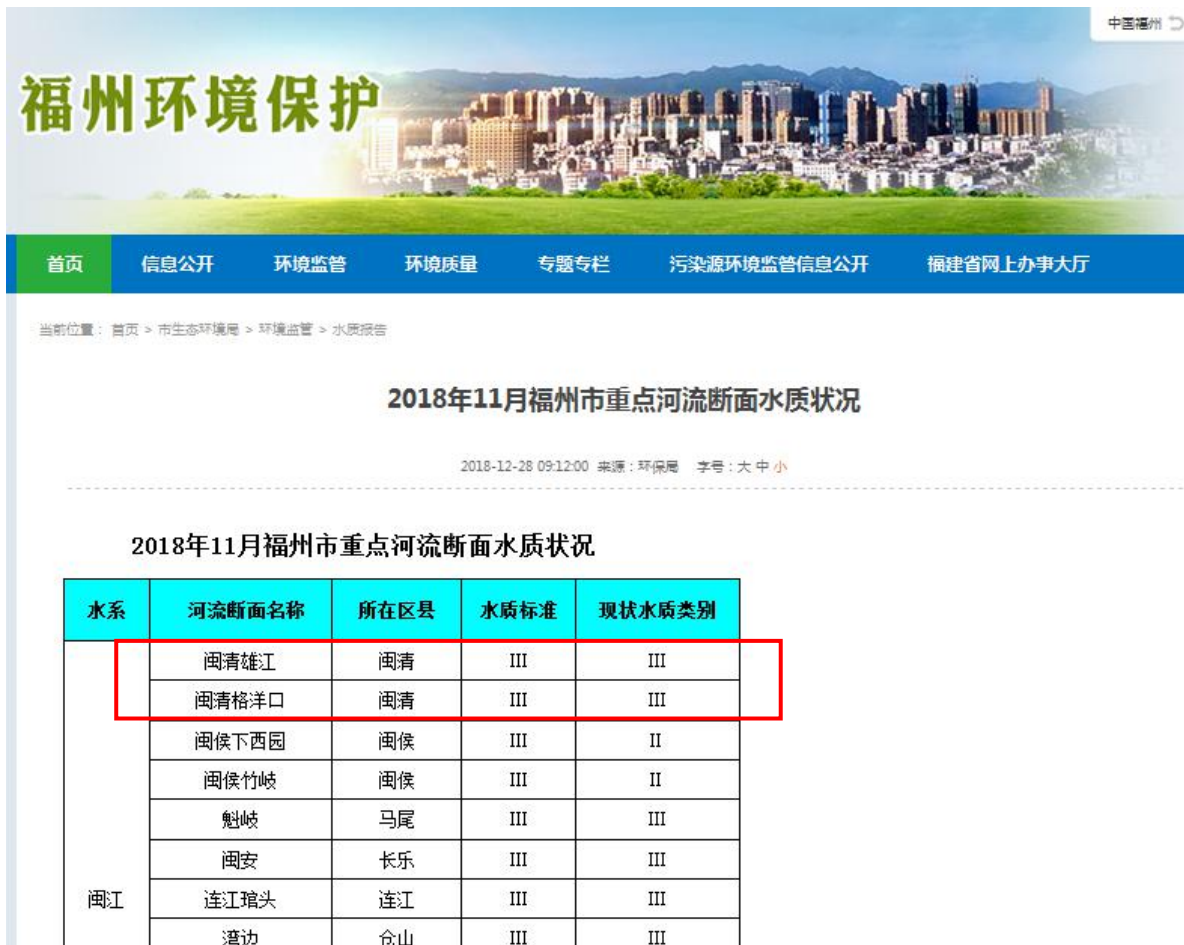 中国福州
福州环境保护
首页 信息公开 环境监管 环境质量 专题专栏 污染源环境监管信息公开 福建省网上办事大厅
当前位置： 首页 > 市生态环境局 > 环境监管 > 水质报告
2018年11月福州市重点河流断面水质状况
2018-12-28 09:12:00 来源：环保局 字号：大 中 小
2018年11月福州市重点河流断面水质状况
水系 河流断面名称 所在区县 水质标准 现状水质类别
闽清雄江 闽清 III III
闽清格洋口 闽清 III III
闽侯下西园 闽侯 III II
闽侯竹岐 闽侯 III II
魁岐 马尾 III III
闽安 长乐 III III
闽江 连江琯头 连江 III III
湾边 仓山 III III